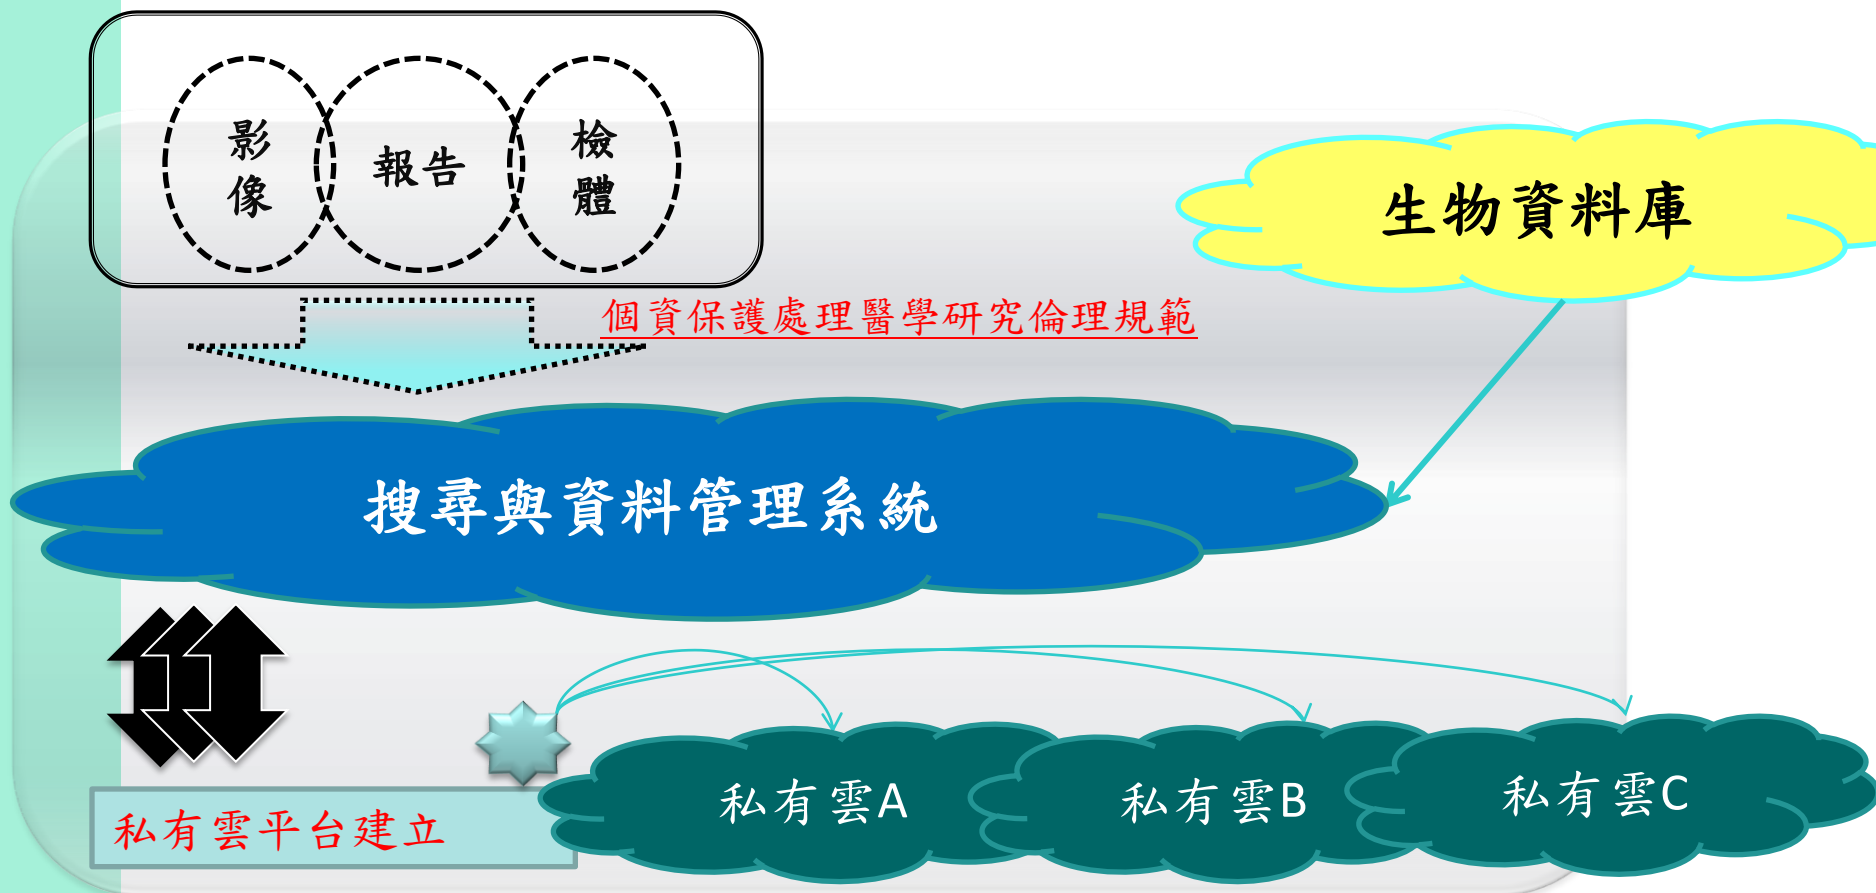 影
像
報告
檢
體
生物資料庫
個資保護處理醫學研究倫理規範
搜尋與資料管理系統
私有雲平台建立
私有雲A
私有雲B
私有雲C